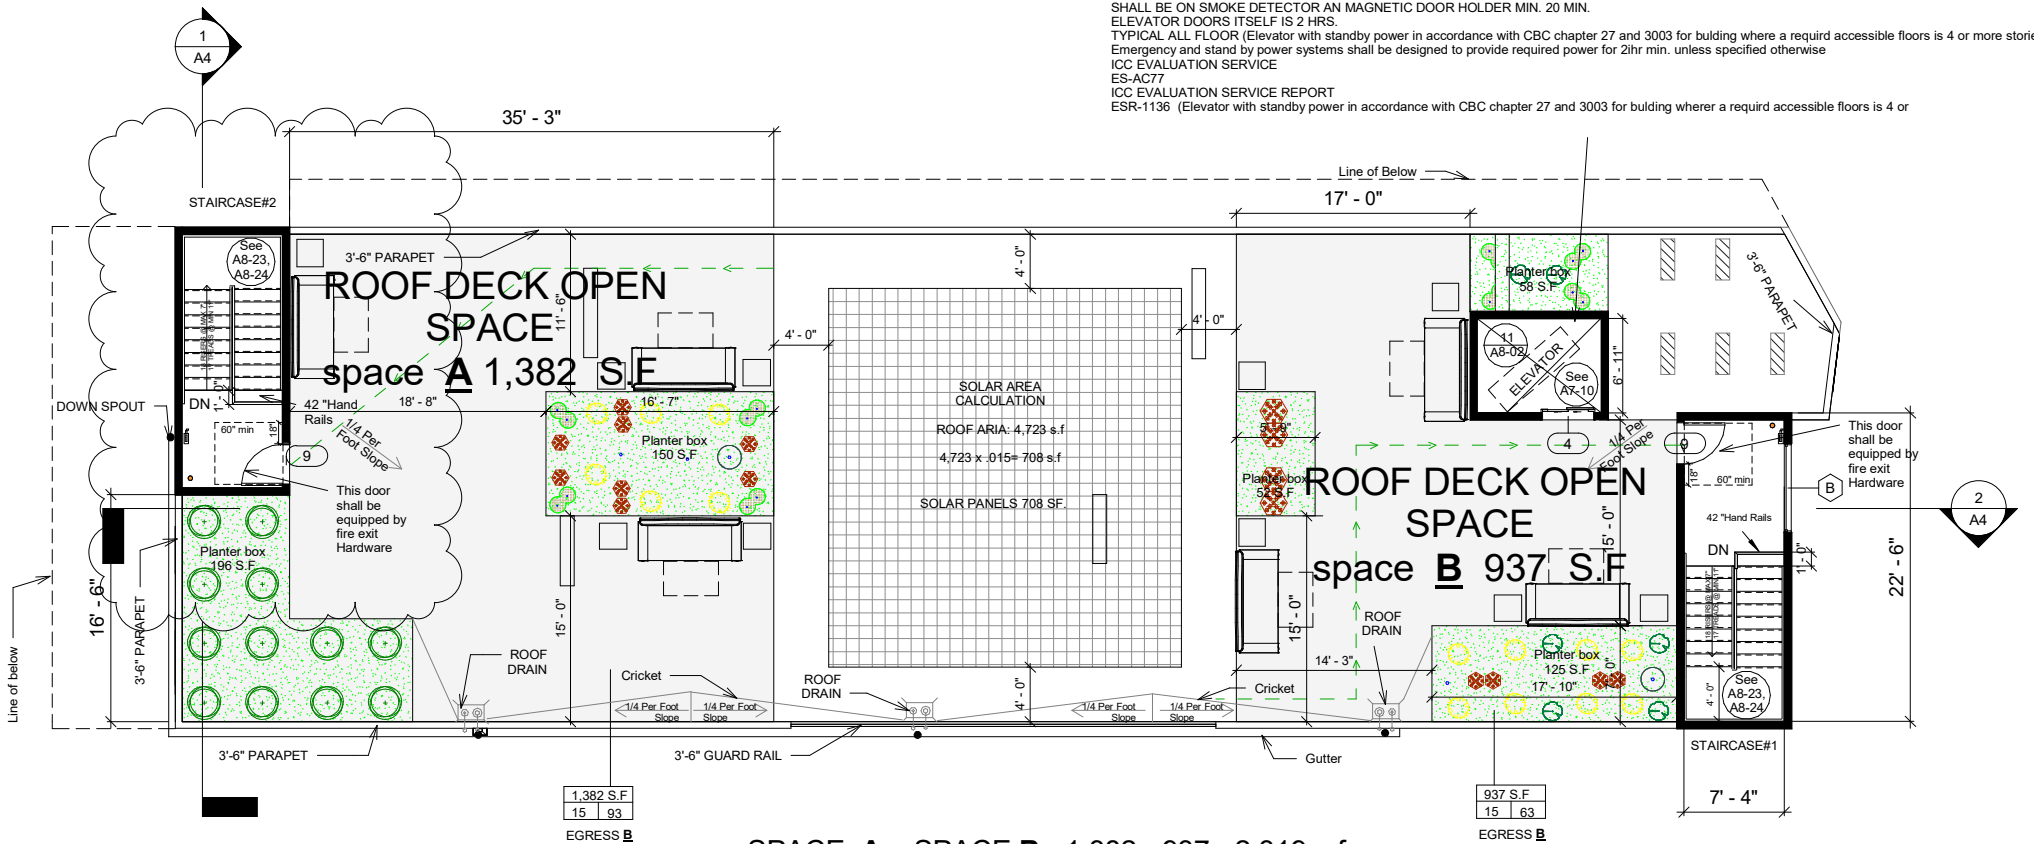 SHALL BE ON SMOKE DETECTOR AN MAGNETIC DOOR HOLDER MIN. 20 MIN.
ELEVATOR DOORS ITSELF IS 2 HRS.
TYPICAL ALL FLOOR (Elevator with standby power in accordance with CBC chapter 27 and 3003 for bulding where a requird accessible floors is 4 or more
Emergency and stand by power systems shall be designed to provide required power for 2ihr min. unless specified otherwise
ICC EVALUATION SERVICE
ES-AC77
ICC EVALUATION SERVICE REPORT
ESR-1136 (Elevator with standby power in accordance with CBC chapter 27 and 3003 for bulding wherer a requird accessible floors is 4 or
1
A4
35' - 3"
Line of Below
17' - 0"
STAIRCASE#2
See
A8-23,
A8-24
3'-6" PARAPET
ROOF DECK OPEN
SPACE
space A 1,382 S.F
11' - 6"
4' - 0"
4' - 0"
4' - 0"
18' - 8"
16' - 7"
DOWN SPOUT
DN
1' - 0"
42 "Hand
Rails
60" min
18"
9
1/4 Per
Foot Slope
This door
shall be
equipped by
fire exit
Hardware
Planter box
150 S.F
SOLAR AREA
CALCULATION
ROOF ARIA: 4,723 s.f
4,723 x .015= 708 s.f
SOLAR PANELS 708 SF.
Planter box
58 S.F
11
A8-02
ELEVATOR
See
A7-10
6' - 11"
3'-6" PARAPET
4
1/4 Per
Foot Slope
9
18"
60" min
This door
shall be
equipped by
fire exit
Hardware
B
2
A4
5' - 9"
Planter box
52 S.F
ROOF DECK OPEN
SPACE
space B 937 S.F
15' - 0"
42 "Hand Rails
DN
1' - 0"
22' - 6"
Planter box
196 S.F
16' - 6"
3'-6" PARAPET
Line of below
15' - 0"
15' - 0"
ROOF
DRAIN
ROOF
DRAIN
ROOF
DRAIN
Cricket
Cricket
14' - 3"
Planter box
125 S.F
17' - 10"
4' - 0"
4' - 0"
See
A8-23,
A8-24
1/4 Per Foot
Slope
1/4 Per Foot
Slope
1/4 Per Foot
Slope
1/4 Per Foot
Slope
3'-6" PARAPET
3'-6" GUARD RAIL
Gutter
STAIRCASE#1
7' - 4"
1,382 S.F
15 93
EGRESS B
937 S.F
15 63
EGRESS B